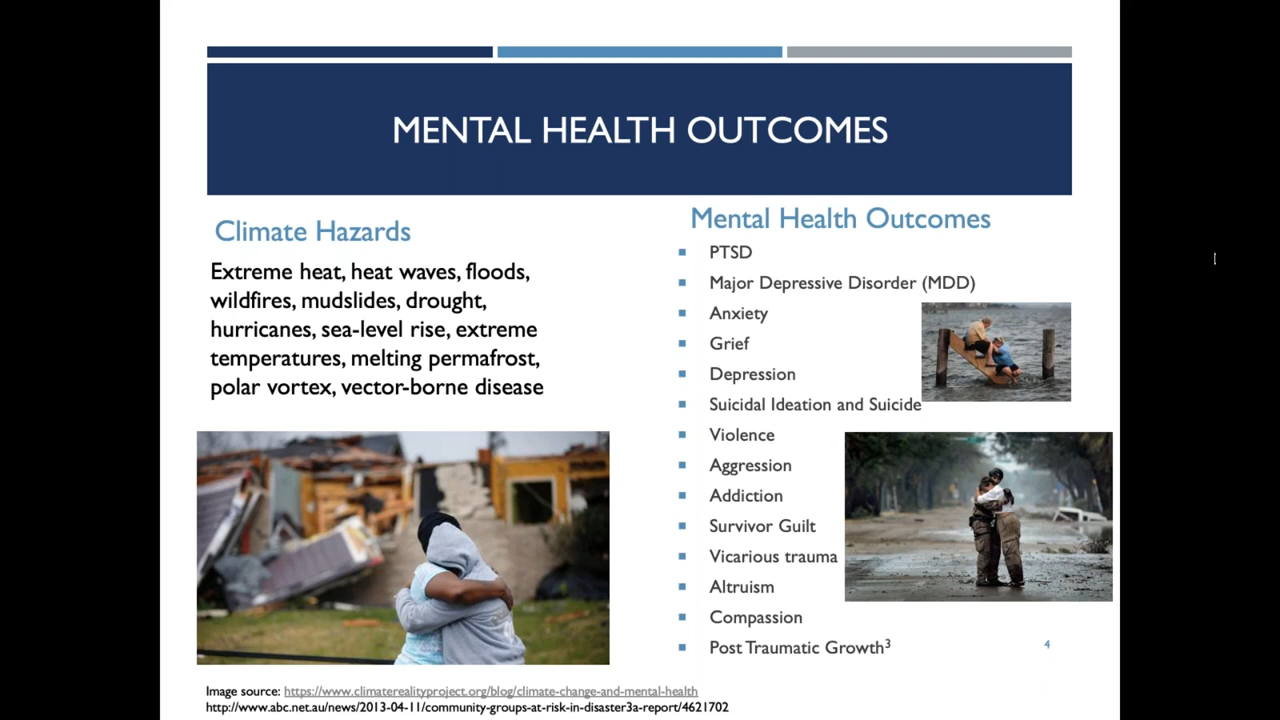 MENTAL HEALTH OUTCOMES
Climate Hazards
Extreme heat, heat waves, floods,
wildfires, mudslides, drought,
hurricanes, sea-level rise, extreme
temperatures, melting permafrost,
polar vortex, vector-borne disease
Mental Health Outcomes
PTSD
Major Depressive Disorder (MDD)
Anxiety
Grief
Depression
Suicidal Ideation and Suicide
Violence
Aggression
Addiction
Survivor Guilt
Vicarious trauma
Altruism
Compassion
Post Traumatic Growth³
4
Image source: https://www.climaterealityproject.org/blog/climate-change-and-mental-health
http://www.abc.net.au/news/2013-04-11/community-groups-at-risk-in-disaster3a-report/4621702